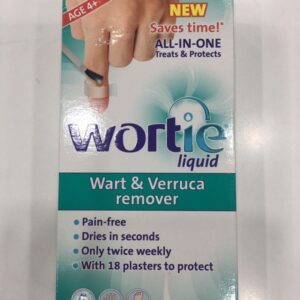 AGE 4+
NEW
Saves time!*
ALL-IN-ONE
Treats & Protects
wortie
liquid
Wart & Verruca
remover
• Pain-free
• Dries in seconds
• Only twice weekly
• With 18 plasters to protect